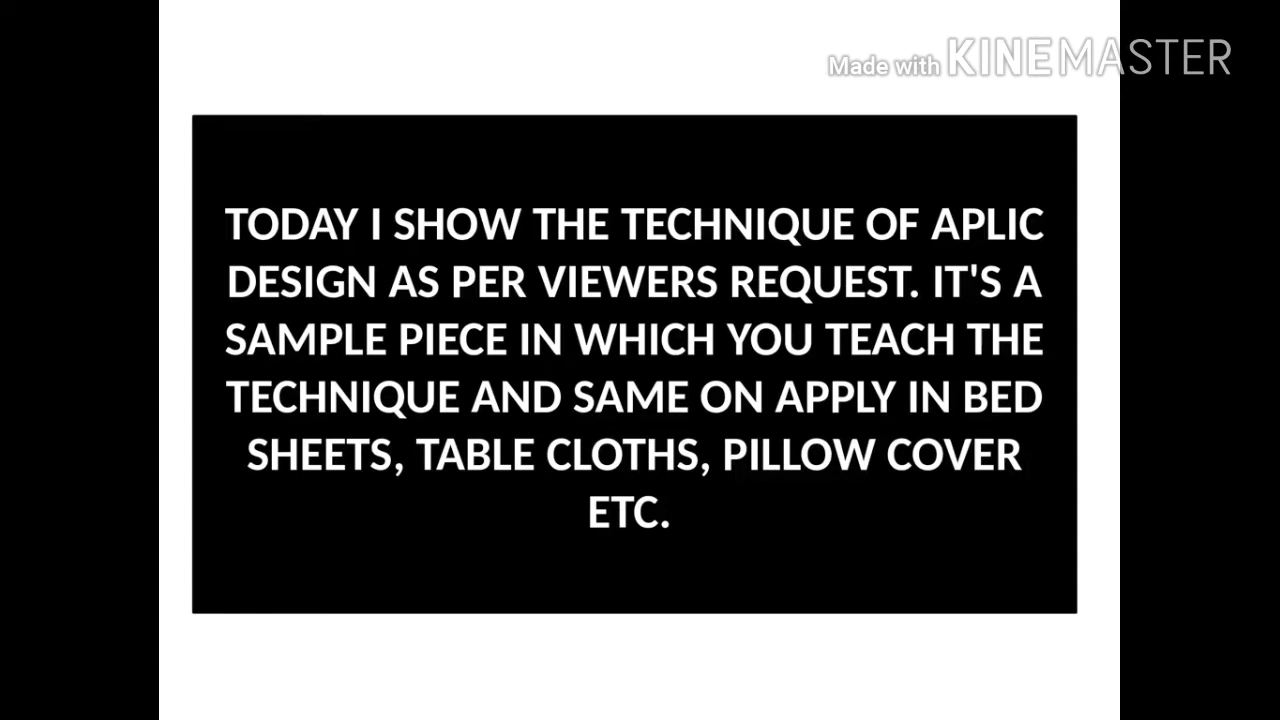 Made with KINEMASTER
TODAY I SHOW THE TECHNIQUE OF APLIC
DESIGN AS PER VIEWERS REQUEST. IT'S A
SAMPLE PIECE IN WHICH YOU TEACH THE
TECHNIQUE AND SAME ON APPLY IN BED
SHEETS, TABLE CLOTHS, PILLOW COVER
ETC.